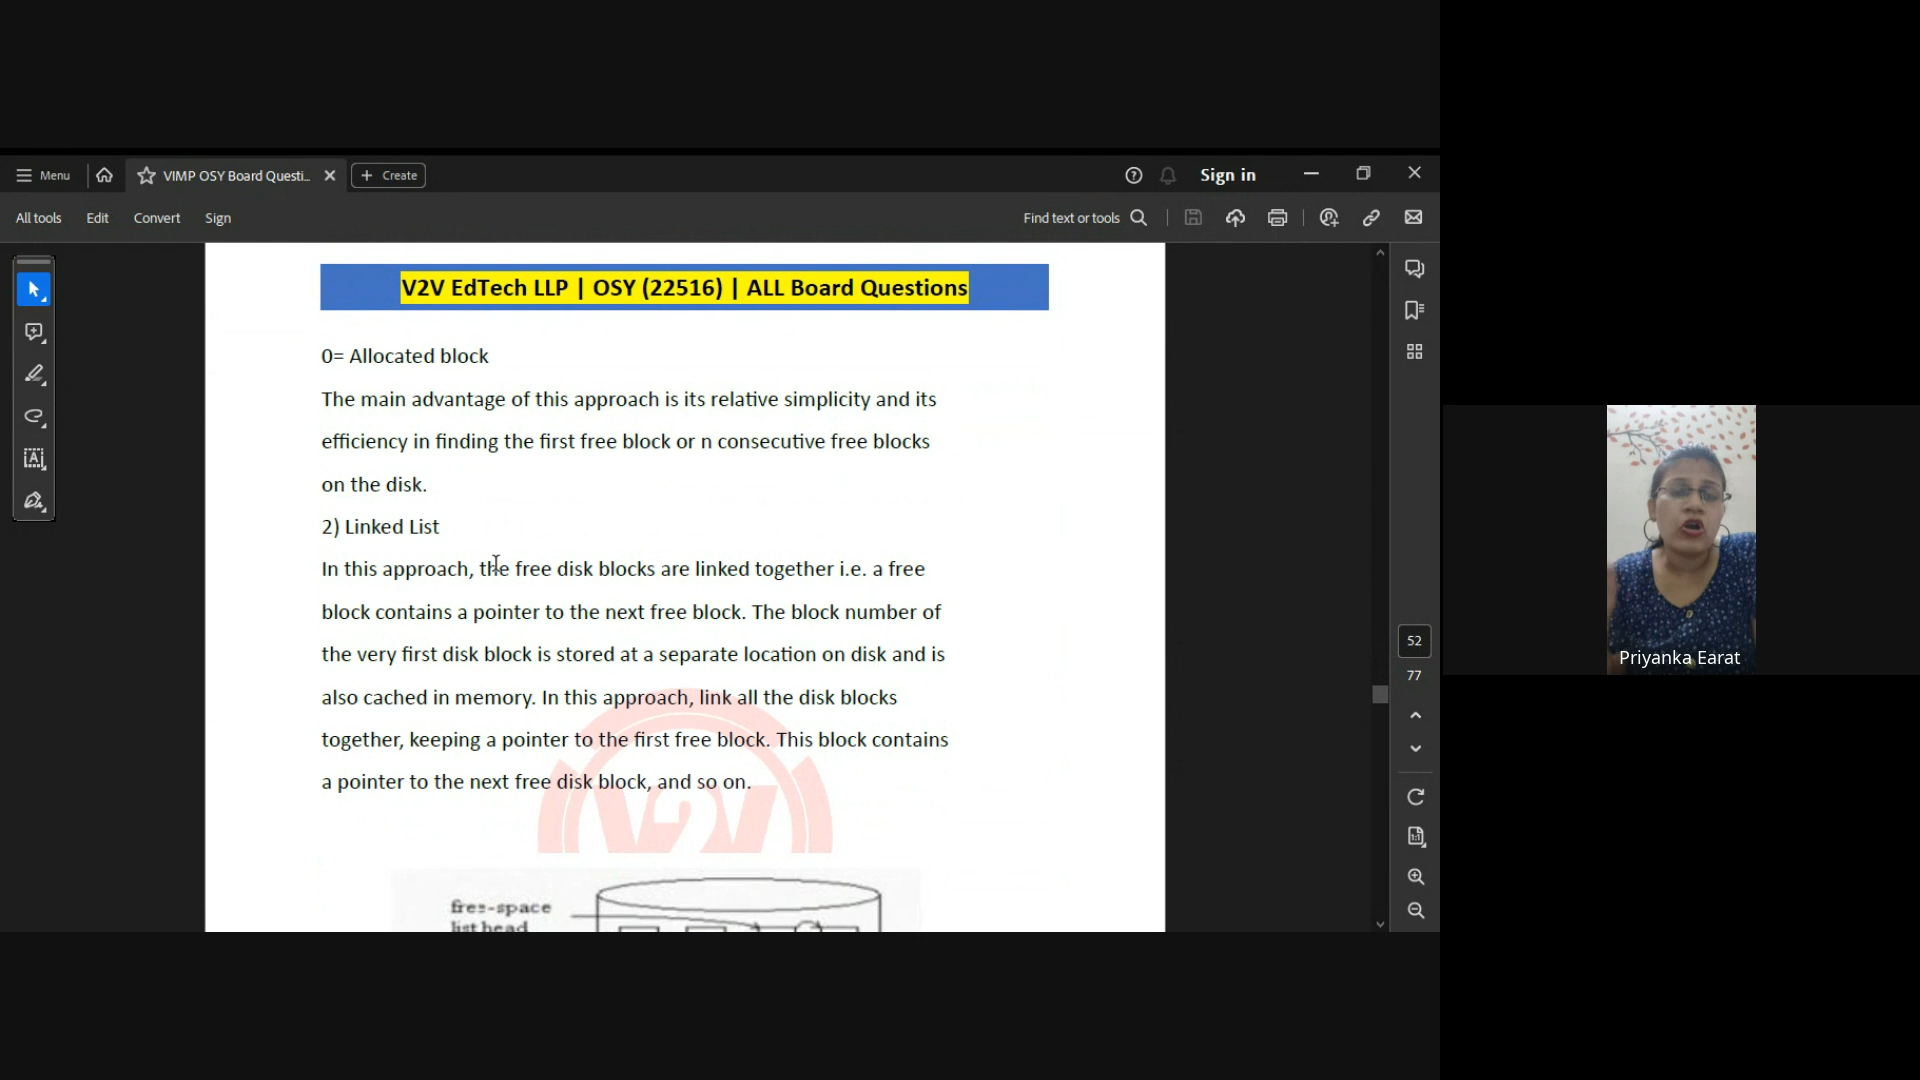 Menu
VIMP OSY Board Questi...
Create
Sign in
All tools
Edit
Convert
Sign
Find text or tools
V2V EdTech LLP | OSY (22516) | ALL Board Questions
0= Allocated block
The main advantage of this approach is its relative simplicity and its
efficiency in finding the first free block or n consecutive free blocks
on the disk.
2) Linked List
In this approach, the free disk blocks are linked together i.e. a free
block contains a pointer to the next free block. The block number of
the very first disk block is stored at a separate location on disk and is
also cached in memory. In this approach, link all the disk blocks
together, keeping a pointer to the first free block. This block contains
a pointer to the next free disk block, and so on.
V2V
free-space
list head
52
77
Priyanka Earat